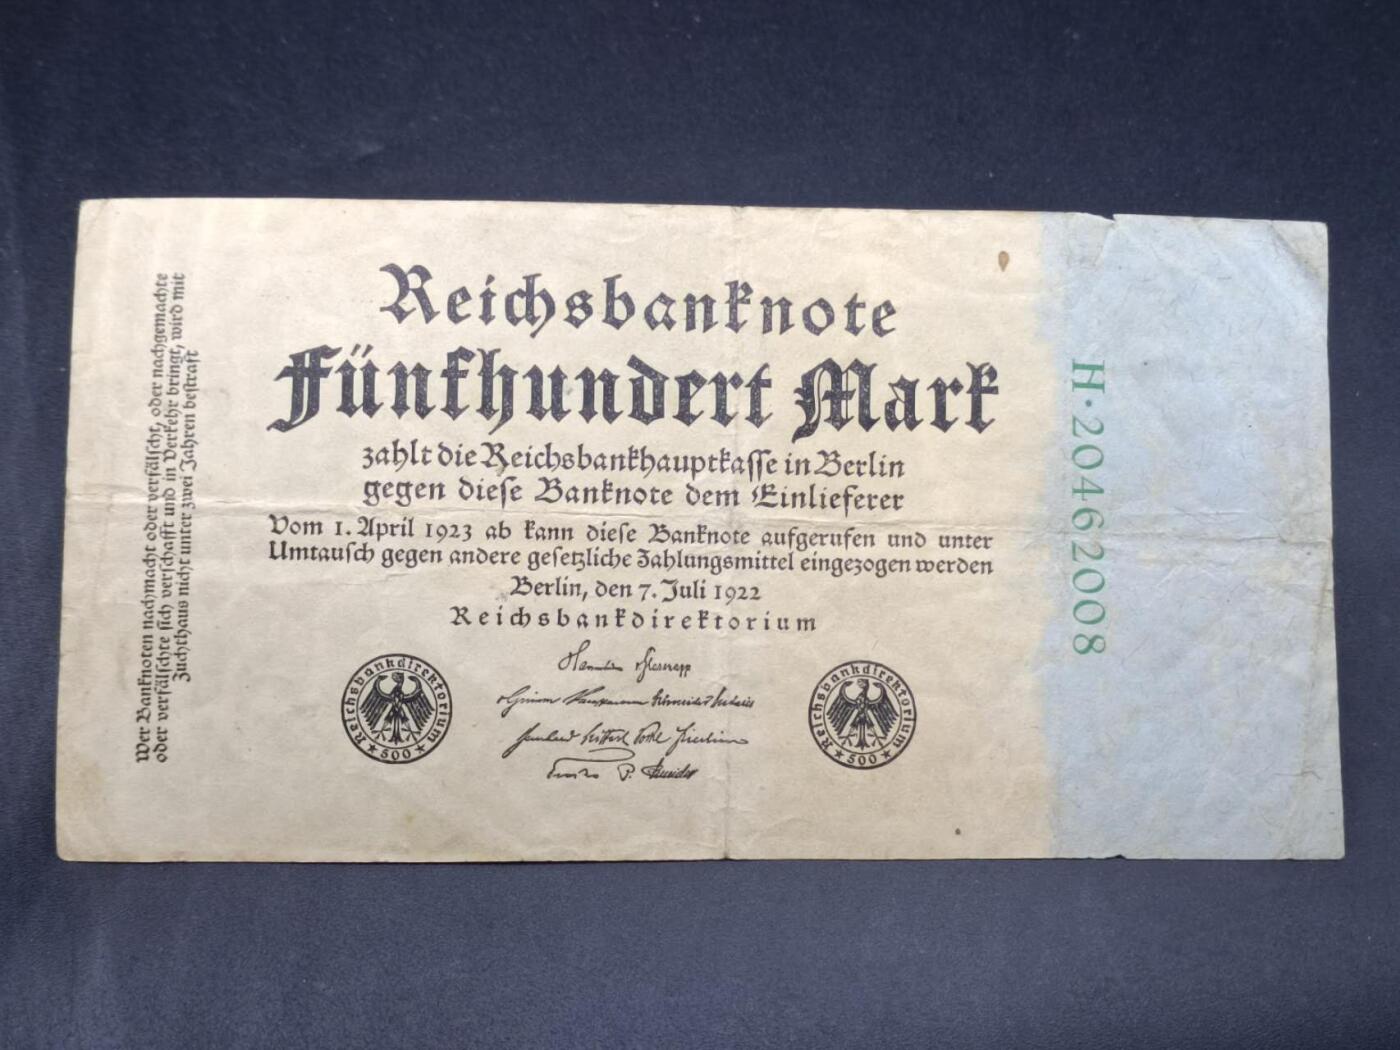 Reichsbanknote
Fünfhundert Mark
zahlt die Reichsbankhauptkasse in Berlin
gegen diese Banknote dem Einlieferer
Vom 1. April 1923 ab kann diese Banknote aufgerufen und unter
Umtausch gegen andere gesetzliche Zahlungsmittel eingezogen werden
Berlin, den 7. Juli 1922
Reichsbankdirektorium
Reichsbankdirektorium
500
Reichsbankdirektorium
500
Wer Banknoten nachmacht oder verfälscht, oder nachgemachte
oder verfälschte sich verschafft und in Verkehr bringt, wird mit
Zuchthaus nicht unter zwei Jahren bestraft
H·20462008